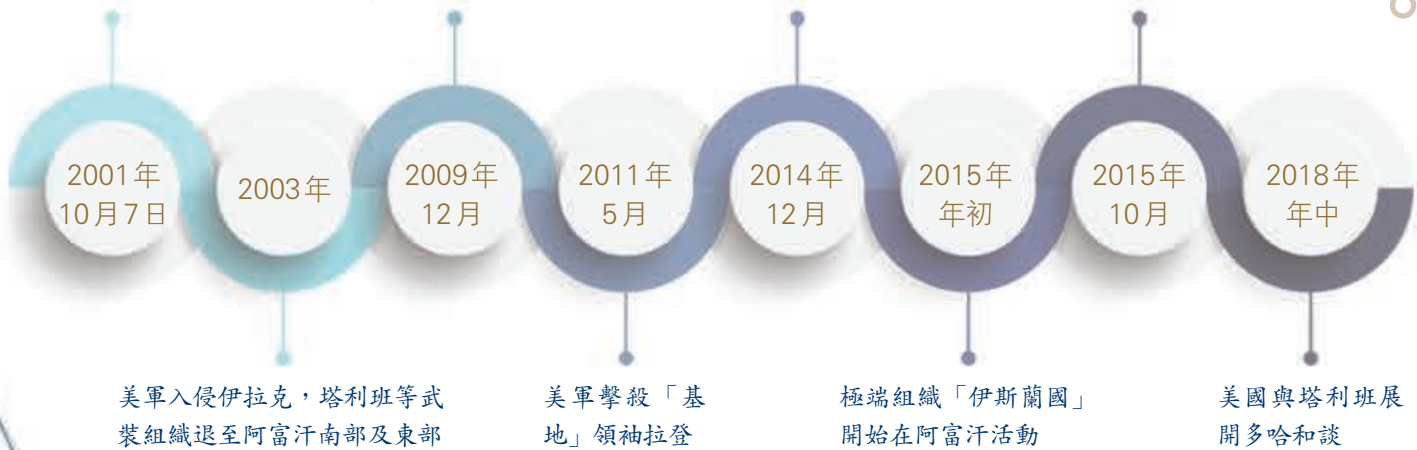 2001年
10月7日
2003年
2009年
12月
2011年
5月
2014年
12月
2015年
年初
2015年
10月
2018年
年中
美軍入侵伊拉克，塔利班等武
裝組織退至阿富汗南部及東部
美軍擊殺「基
地」領袖拉登
極端組織「伊斯蘭國」
開始在阿富汗活動
美國與塔利班展
開多哈和談